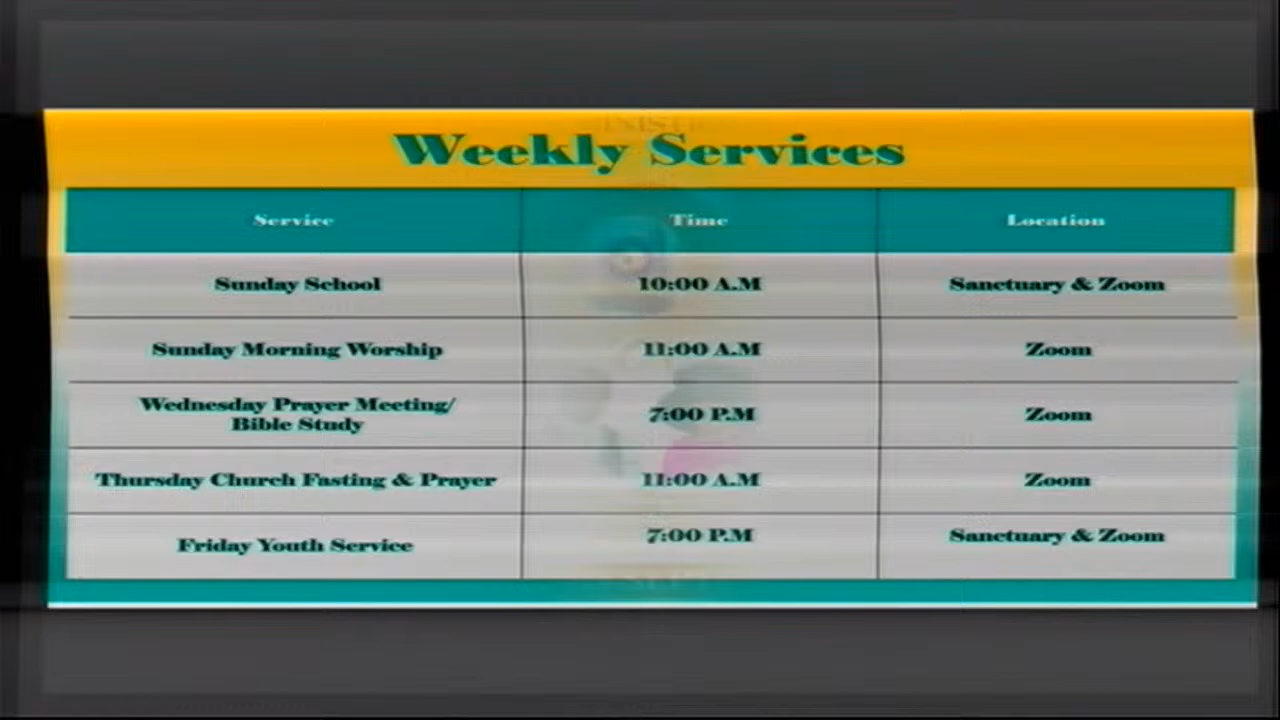 Weekly Services
Service Time Location
Sunday School 10:00 A.M Sanctuary & Zoom
Sunday Morning Worship 11:00 A.M Zoom
Wednesday Prayer Meeting/
Bible Study 7:00 P.M Zoom
Thursday Church Fasting & Prayer 11:00 A.M Zoom
Friday Youth Service 7:00 P.M Sanctuary & Zoom